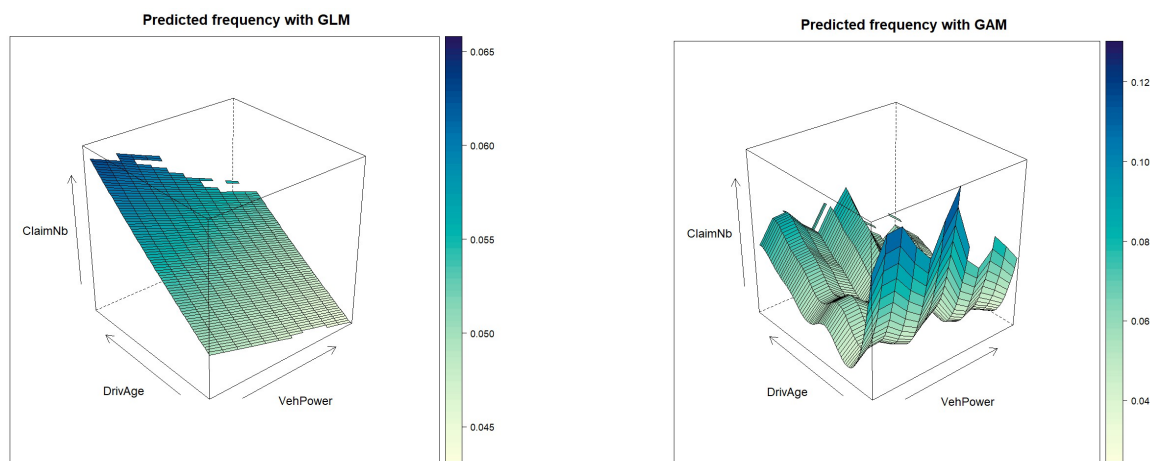 Predicted frequency with GLM
0.065
0.060
0.055
0.050
0.045
ClaimNb
DrivAge
VehPower
Predicted frequency with GAM
0.12
0.10
0.08
0.06
0.04
ClaimNb
DrivAge
VehPower